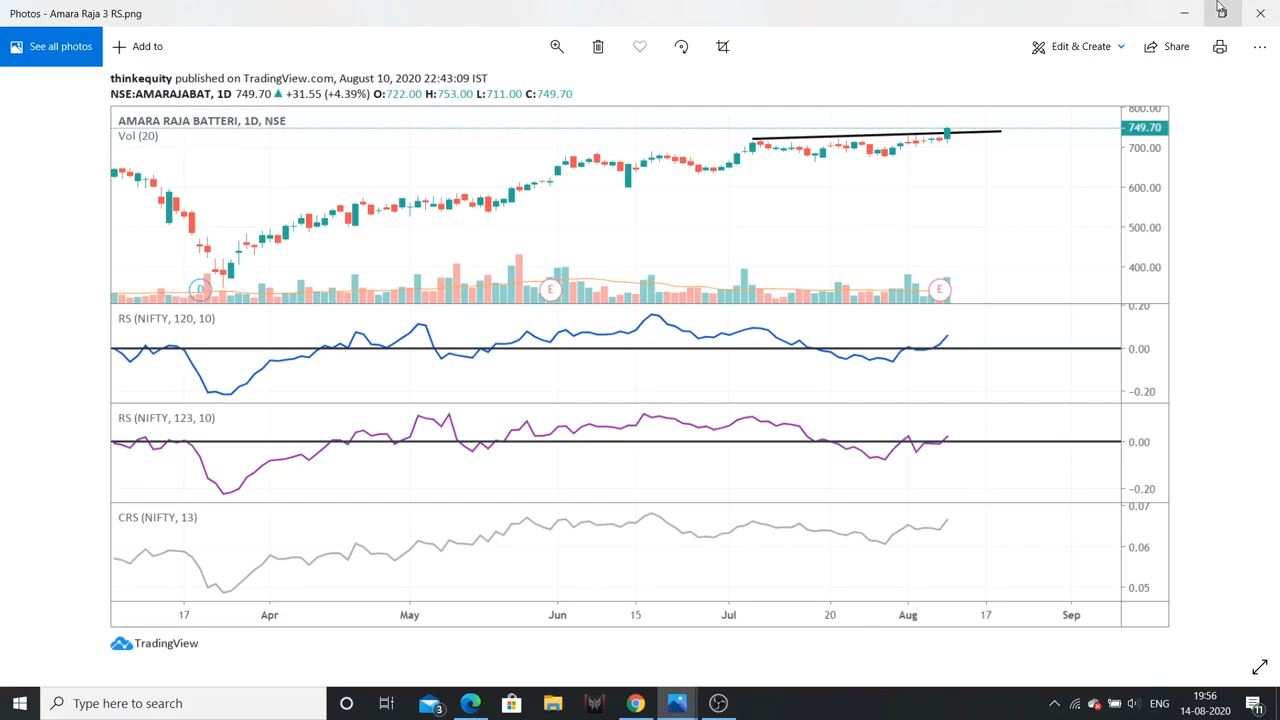 Photos - Amara Raja 3 RS.png
See all photos
Add to
Edit & Create
Share
thinkequity published on TradingView.com, August 10, 2020 22:43:09 IST
NSE:AMARAJABAT, 1D 749.70 ▲ +31.55 (+4.39%) O:722.00 H:753.00 L:711.00 C:749.70
AMARA RAJA BATTERI, 1D, NSE
Vol (20)
800.00
749.70
700.00
600.00
500.00
400.00
D
E
E
RS (NIFTY, 120, 10)
0.20
0.00
−0.20
RS (NIFTY, 123, 10)
0.00
−0.20
CRS (NIFTY, 13)
0.07
0.06
0.05
17 Apr May Jun 15 Jul 20 Aug 17 Sep
TradingView
Type here to search
3
ENG
19:56
14-08-2020
11